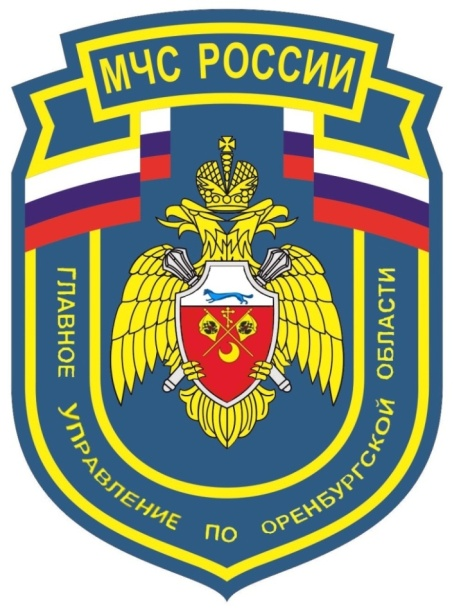 МЧС РОССИИ
ГЛАВНОЕ УПРАВЛЕНИЕ ПО ОРЕНБУРГСКОЙ ОБЛАСТИ